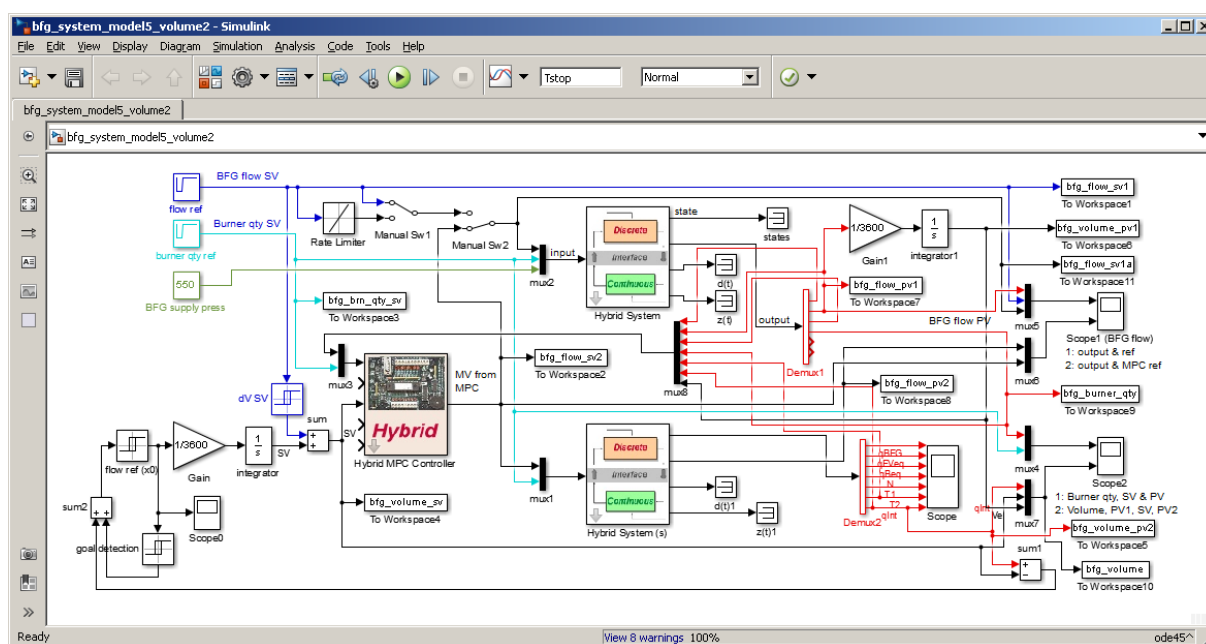 bfg_system_model5_volume2 - Simulink
File Edit View Display Diagram Simulation Analysis Code Tools Help
Tstop
Normal
bfg_system_model5_volume2
bfg_system_model5_volume2
BFG flow SV
flow ref
Burner qty SV
burner qty ref
550
BFG supply press
Rate Limiter
Manual Sw1
Manual Sw2
input
mux2
state
states
Discrete
Interface
Continuous
Hybrid System
d(t)
z(t)
output
1/3600
Gain1
1
s
integrator1
bfg_flow_sv1
To Workspace1
bfg_volume_pv1
To Workspace6
bfg_flow_sv1a
To Workspace11
bfg_flow_pv1
To Workspace7
BFG flow PV
mux5
Scope1 (BFG flow)
1: output & ref
2: output & MPC ref
mux6
bfg_brn_qty_sv
To Workspace3
mux3
Hybrid
Hybrid MPC Controller
MV from
MPC
bfg_flow_sv2
To Workspace2
mux8
Demux1
bfg_flow_pv2
To Workspace8
bfg_burner_qty
To Workspace9
dV SV
sum
SV
SV
flow ref (x0)
1/3600
Gain
1
s
integrator
SV
sum2
goal detection
Scope0
bfg_volume_sv
To Workspace4
mux1
Discrete
Interface
Continuous
Hybrid System (s)
d(t)1
z(t)1
Demux2
qBFG
qFVeq
qBeq
N
T1
T2
qInt
Scope
mux4
Scope2
1: Burner qty, SV & PV
2: Volume, PV1, SV, PV2
mux7
bfg_volume_pv2
To Workspace5
sum1
bfg_volume
To Workspace10
Ready
View 8 warnings 100%
ode45^